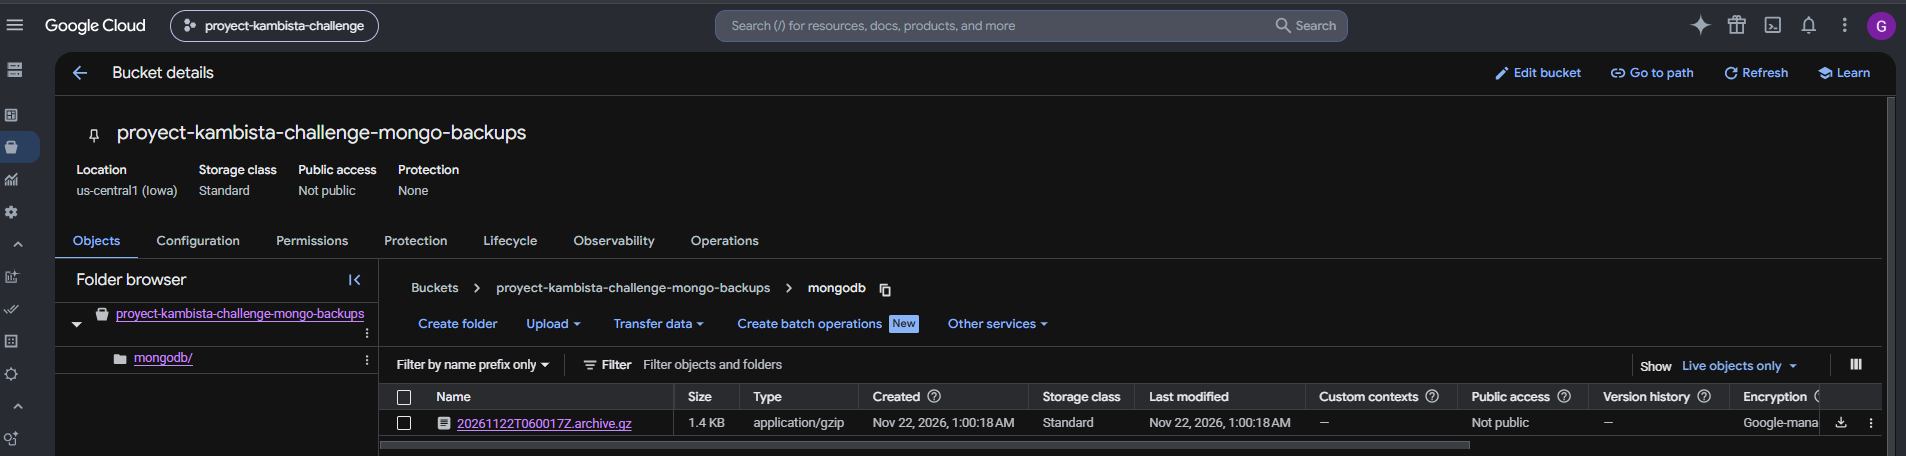 Google Cloud proyect-kambista-challenge Search (/) for resources, docs, products, and more Search G
Bucket details Edit bucket Go to path Refresh Learn
proyect-kambista-challenge-mongo-backups
Location Storage class Public access Protection
us-central1 (Iowa) Standard Not public None
Objects Configuration Permissions Protection Lifecycle Observability Operations
Folder browser
proyect-kambista-challenge-mongo-backups
mongodb/
Buckets proyect-kambista-challenge-mongo-backups mongodb
Create folder Upload Transfer data Create batch operations New Other services
Filter by name prefix only Filter Filter objects and folders Show Live objects only
Name Size Type Created Storage class Last modified Custom contexts Public access Version history Encryption
20261122T060017Z.archive.gz 1.4 KB application/gzip Nov 22, 2026, 1:00:18 AM Standard Nov 22, 2026, 1:00:18 AM — Not public — Google-mana